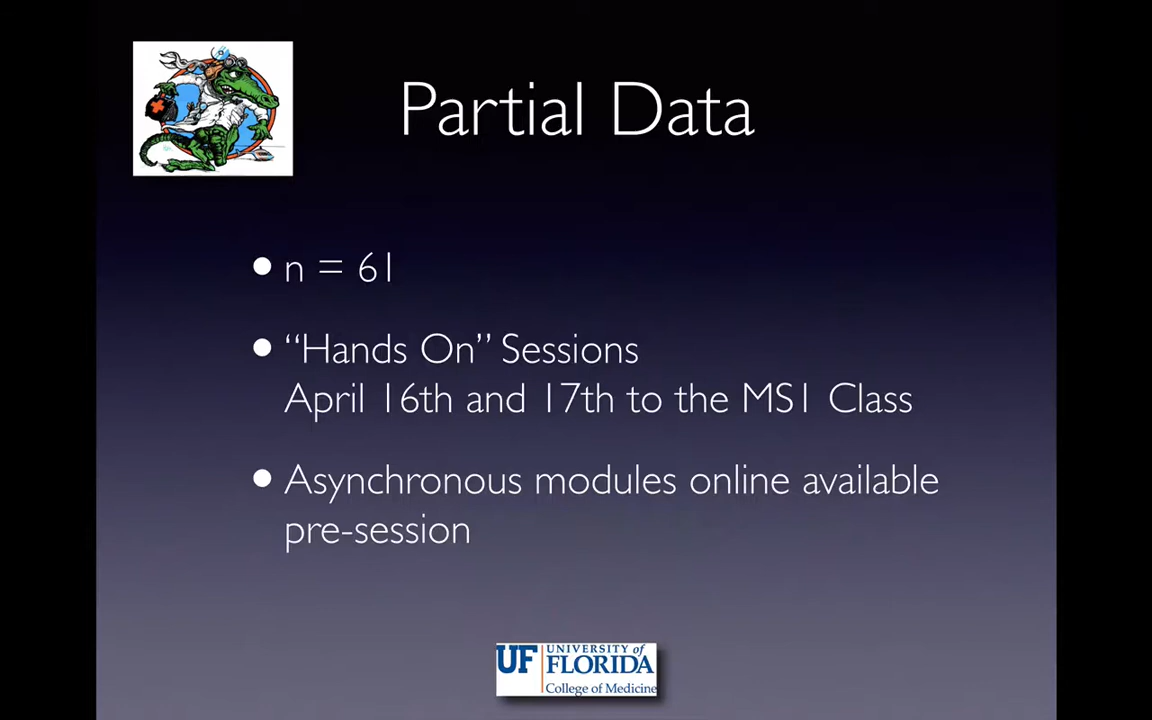 Partial Data
n = 61
“Hands On” Sessions
April 16th and 17th to the MS1 Class
Asynchronous modules online available
pre-session
UF UNIVERSITY of
FLORIDA
College of Medicine